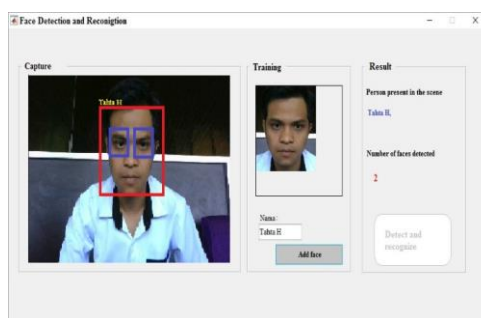 Face Detection and Reconigtion
Capture
Tahta H
Training
Nama:
Tahta H
Add face
Result
Person present in the scene
Tahta H,
Number of faces detected
2
Detect and
recognize